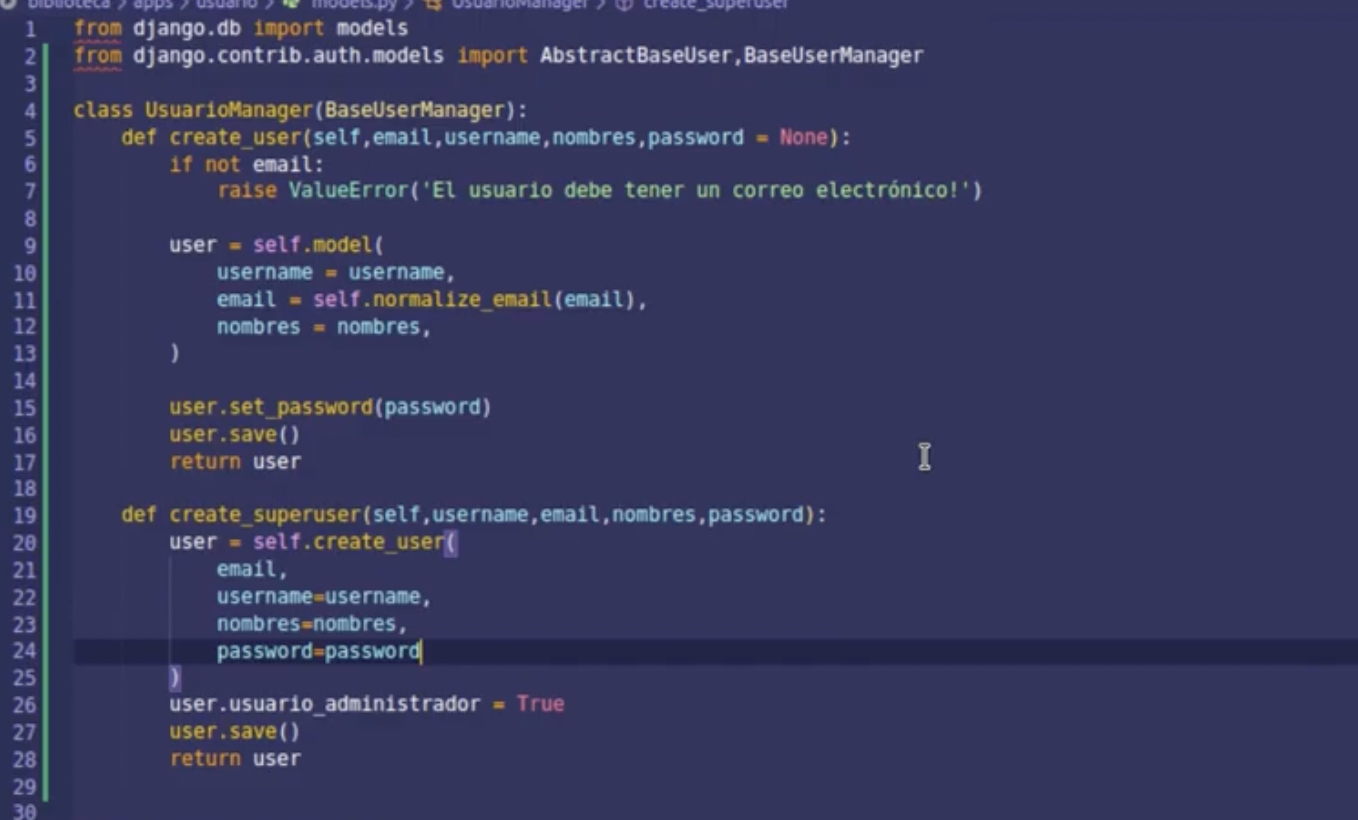 biblioteca > apps > usuario > models.py > UsuarioManager > create_superuser
1 from django.db import models
2 from django.contrib.auth.models import AbstractBaseUser,BaseUserManager
3
4 class UsuarioManager(BaseUserManager):
5     def create_user(self,email,username,nombres,password = None):
6         if not email:
7             raise ValueError('El usuario debe tener un correo electrónico!')
8
9         user = self.model(
10             username = username,
11             email = self.normalize_email(email),
12             nombres = nombres,
13         )
14
15         user.set_password(password)
16         user.save()
17         return user
18
19     def create_superuser(self,username,email,nombres,password):
20         user = self.create_user(
21             email,
22             username=username,
23             nombres=nombres,
24             password=password
25         )
26         user.usuario_administrador = True
27         user.save()
28         return user
29
30